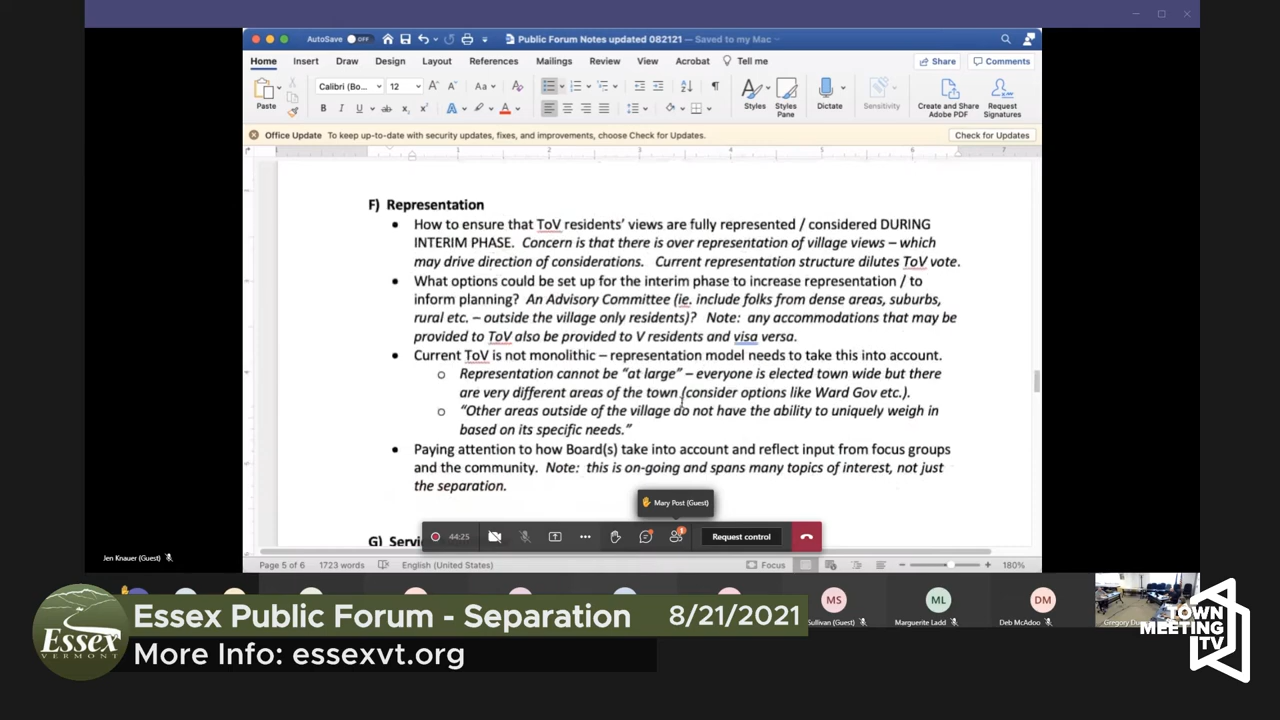 AutoSave OFF Public Forum Notes updated 082121 – Saved to my Mac
Home Insert Draw Design Layout References Mailings Review View Acrobat Tell me Share Comments
Calibri (Bo... 12
Paste Styles Styles Pane Dictate Sensitivity Create and Share Adobe PDF Request Signatures
Office Update To keep up-to-date with security updates, fixes, and improvements, choose Check for Updates. Check for Updates
1 2 3 4 5 6 7
F) Representation
• How to ensure that ToV residents' views are fully represented / considered DURING
INTERIM PHASE. Concern is that there is over representation of village views – which
may drive direction of considerations. Current representation structure dilutes ToV vote.
• What options could be set up for the interim phase to increase representation / to
inform planning? An Advisory Committee (ie. include folks from dense areas, suburbs,
rural etc. – outside the village only residents)? Note: any accommodations that may be
provided to ToV also be provided to V residents and visa versa.
• Current ToV is not monolithic – representation model needs to take this into account.
o Representation cannot be "at large" – everyone is elected town wide but there
are very different areas of the town (consider options like Ward Gov etc.).
o "Other areas outside of the village do not have the ability to uniquely weigh in
based on its specific needs."
• Paying attention to how Board(s) take into account and reflect input from focus groups
and the community. Note: this is on-going and spans many topics of interest, not just
the separation.
Mary Post (Guest)
G) Servic
44:25 Request control
Jen Knauer (Guest)
Page 5 of 6 1723 words English (United States) Focus 180%
MS ML DM
Sullivan (Guest) Marguerite Ladd Deb McAdoo Gregory Du
Essex Public Forum - Separation 8/21/2021
More Info: essexvt.org
Essex
VERMONT
TOWN
MEETING
TV